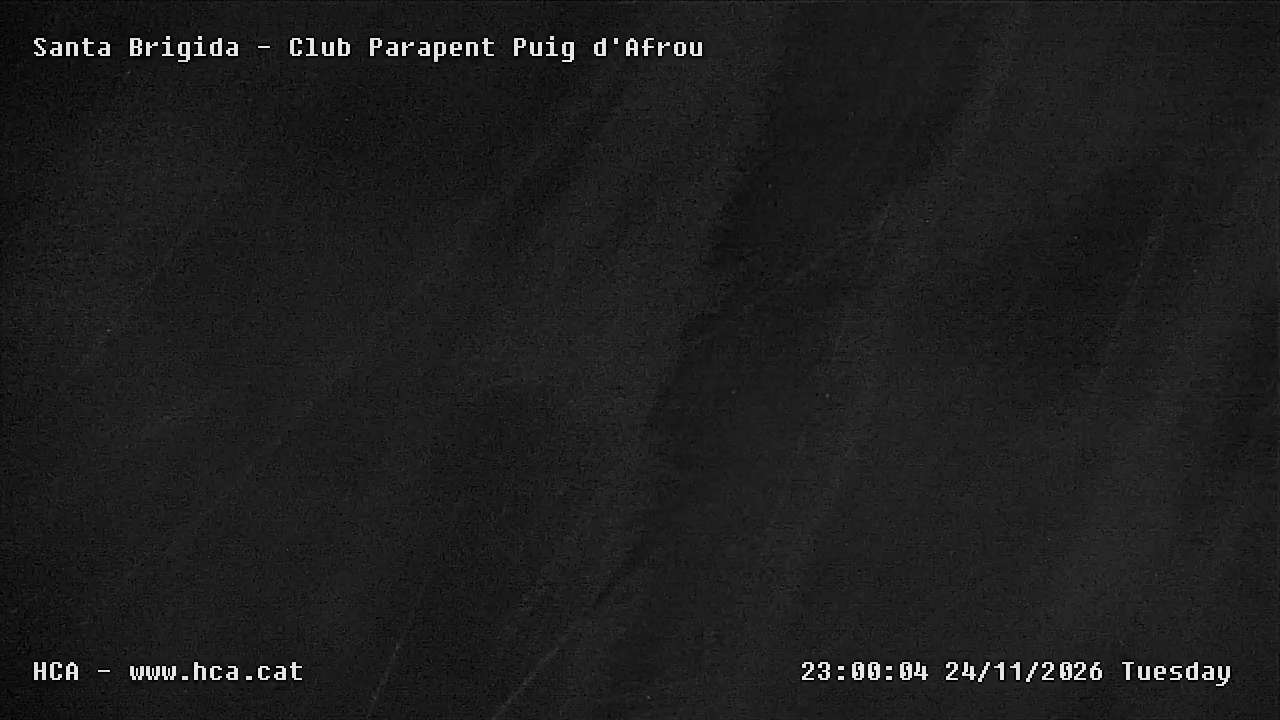 Santa Brigida - Club Parapent Puig d'Afrou
HCA - www.hca.cat
23:00:04 24/11/2026 Tuesday